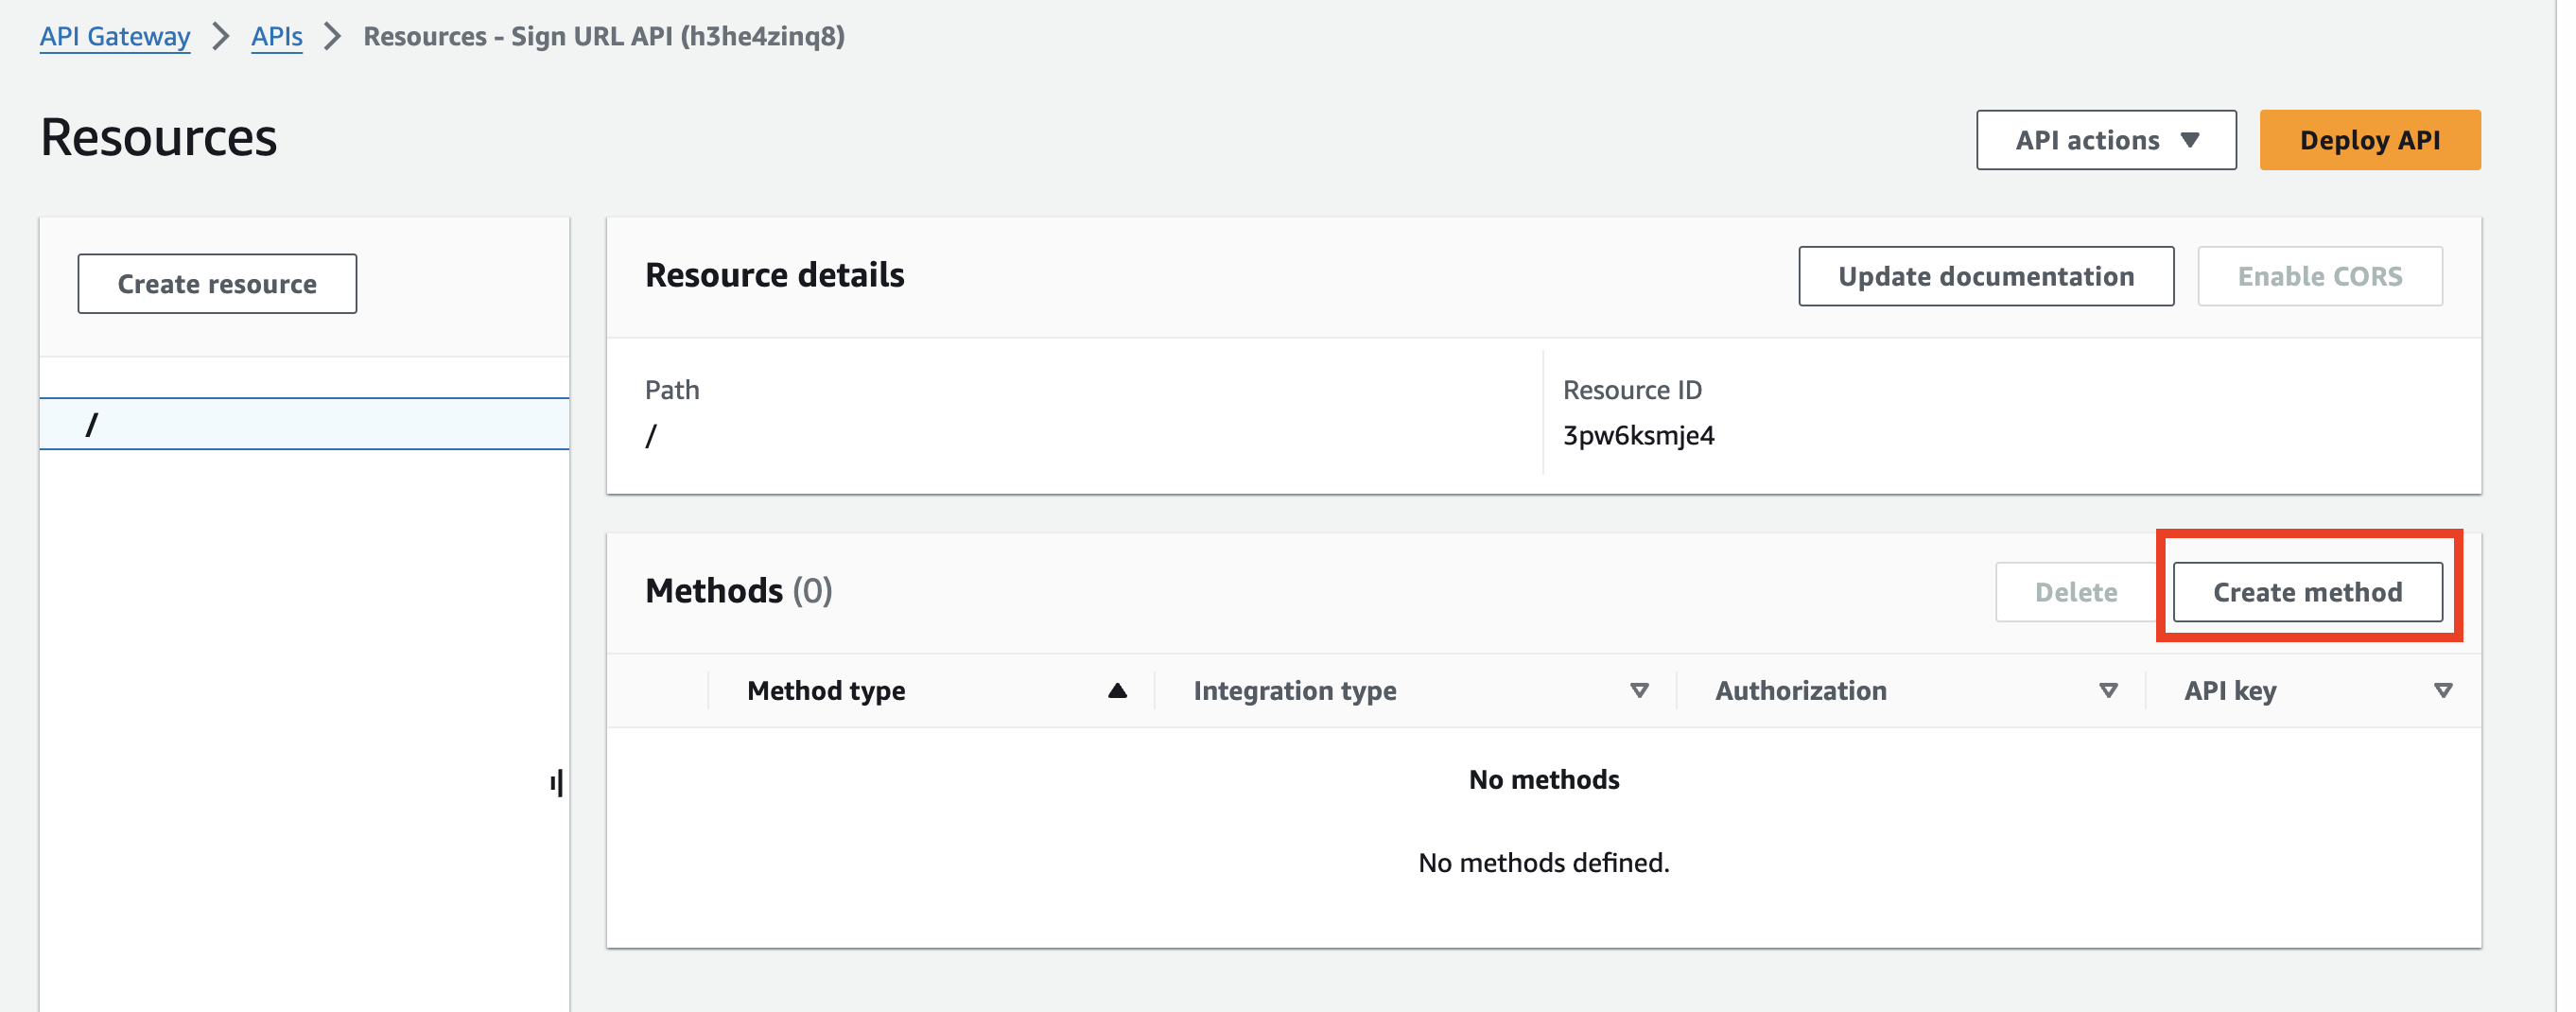 API Gateway > APIs > Resources - Sign URL API (h3he4zinq8)
Resources
API actions ▼ Deploy API
Create resource
/
Resource details
Update documentation Enable CORS
Path
/
Resource ID
3pw6ksmje4
Methods (0)
Delete Create method
Method type Integration type Authorization API key
No methods
No methods defined.